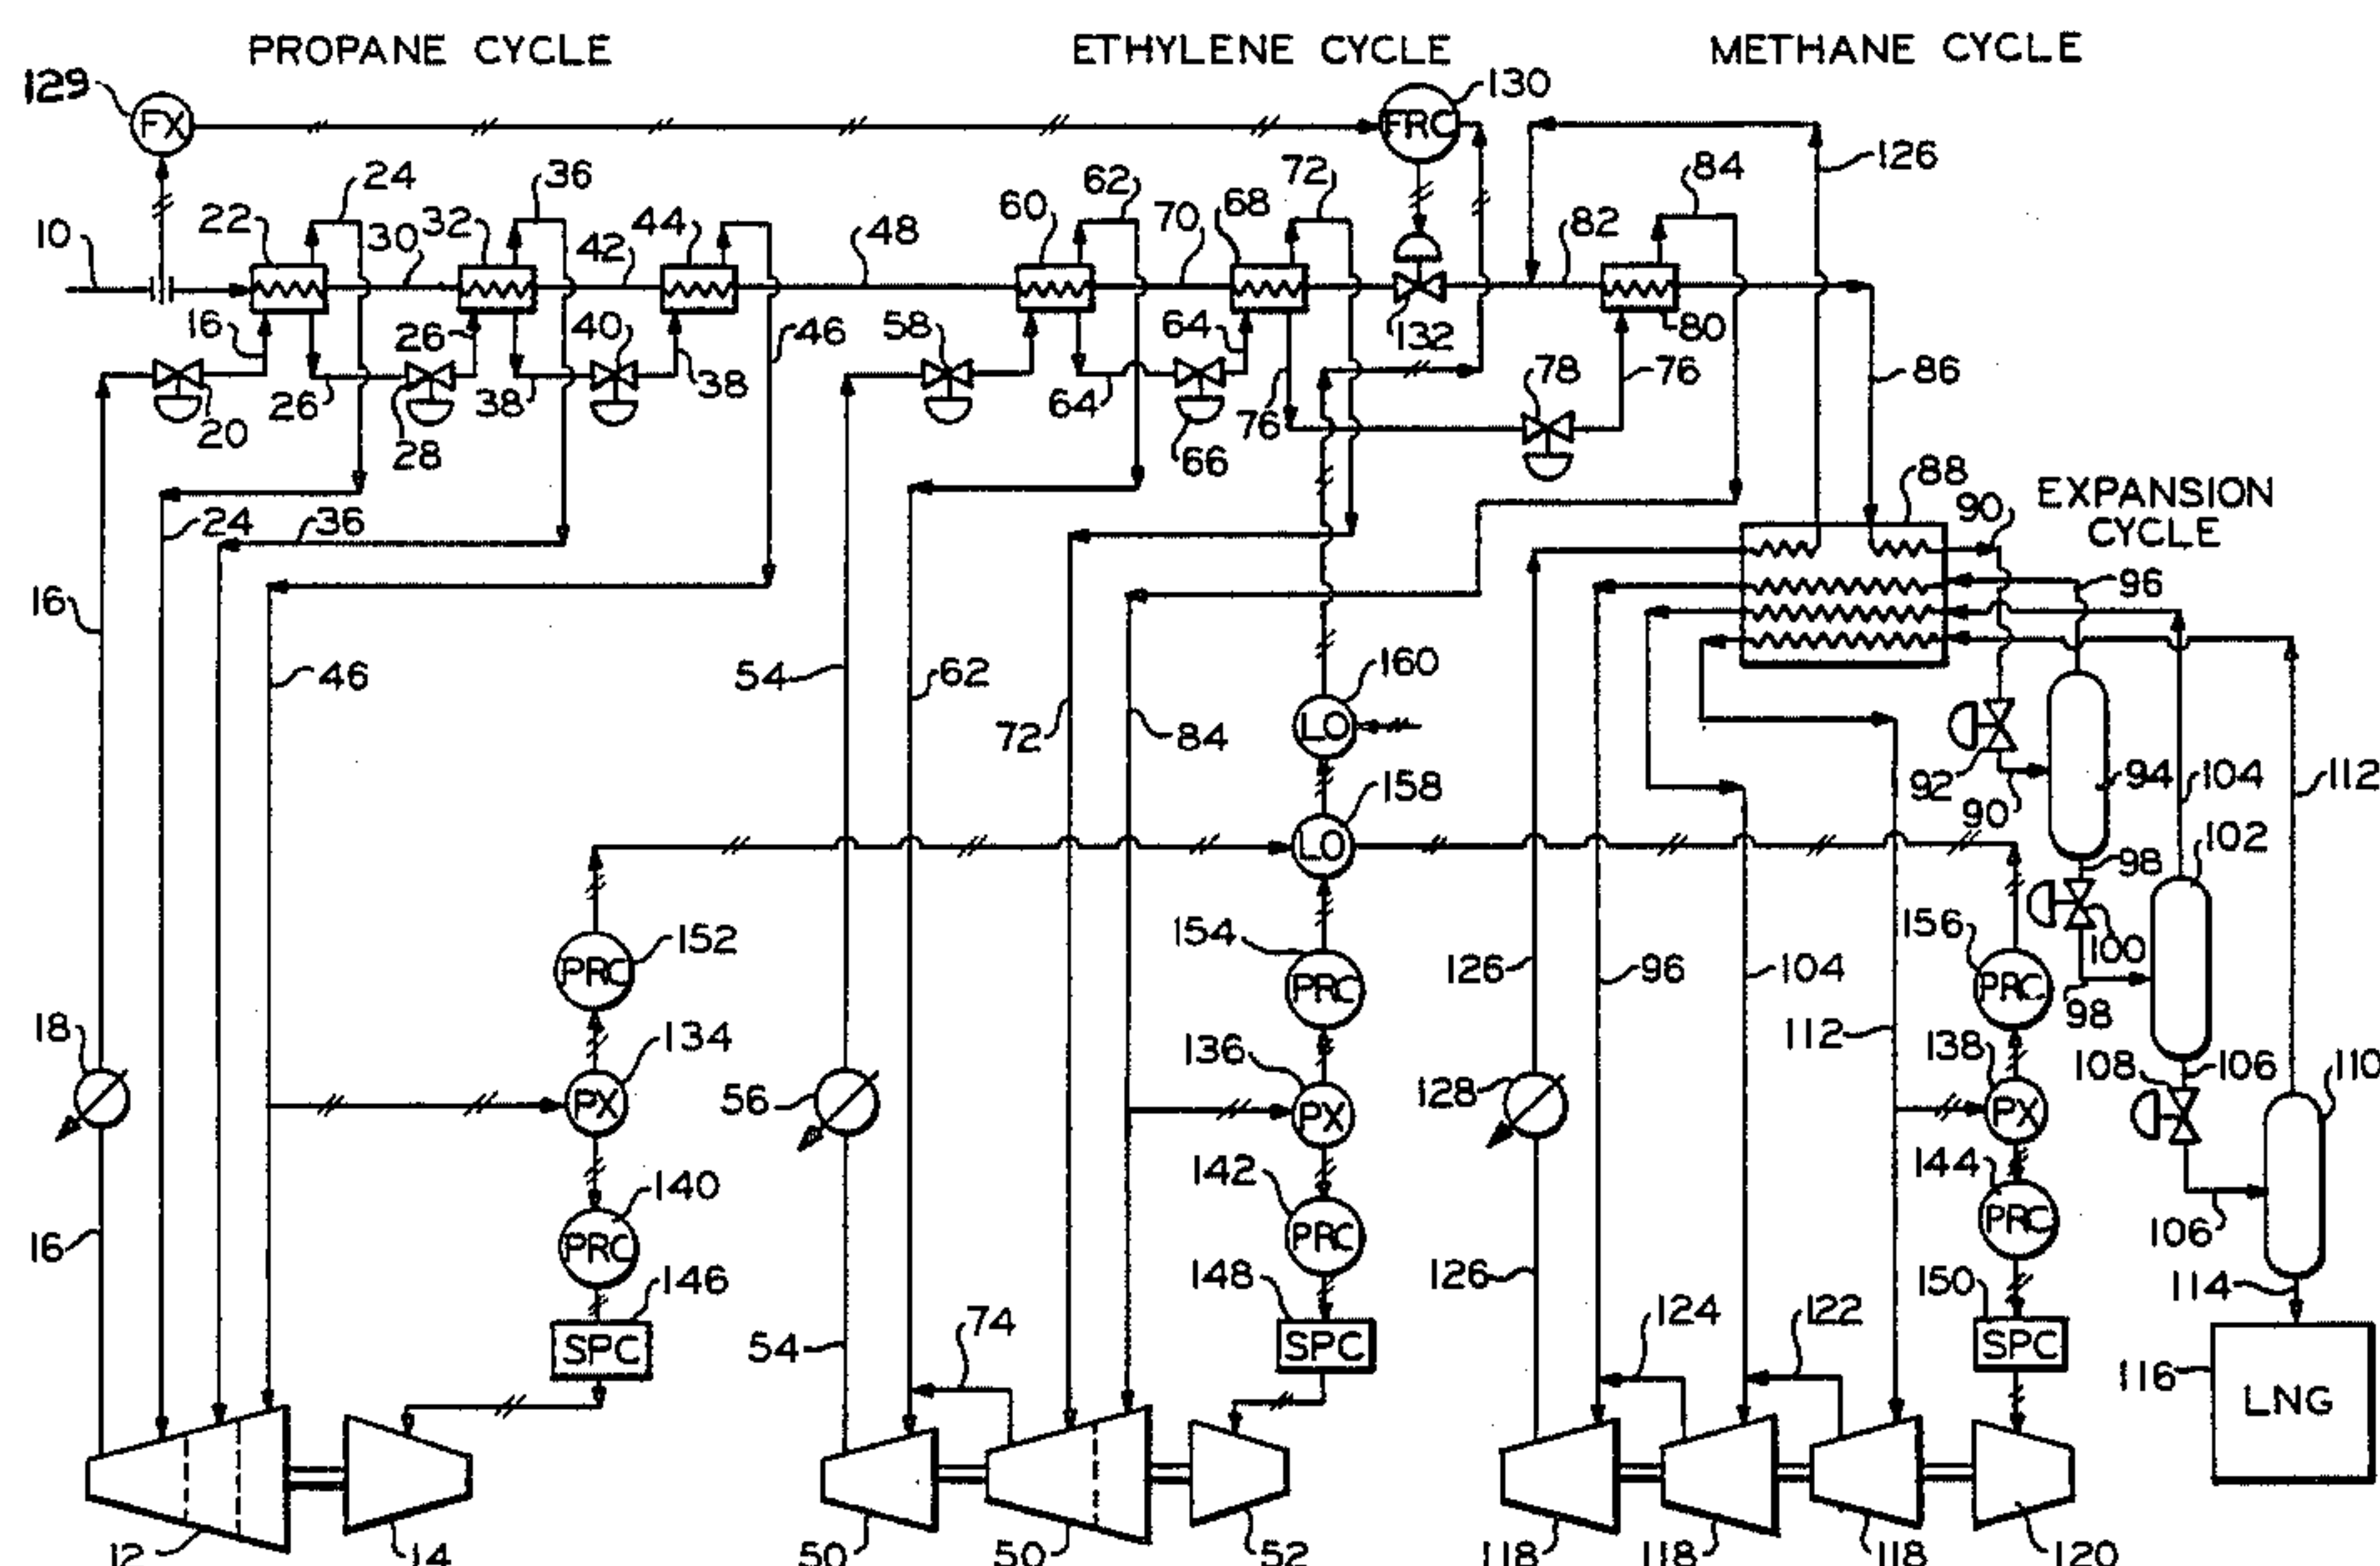 PROPANE CYCLE ETHYLENE CYCLE METHANE CYCLE
129 FX FRC 130
126
24 36 62 72 84
10 22 30 32 42 44 48 60 70 68 82
16 26 40 46 58 64 132 80
20 26 28 38 38 64 66 76 78 76 86
88 90 EXPANSION
CYCLE
24 36
96
16 46 54 62 72 84 160 LO
92 90 94 104 112
158 LO
98 102
152 PRC 154 PRC 126 96 104 156 PRC 100 98
112
18 134 PX 56 136 PX 128 138 PX 108 106 110
140 PRC 142 PRC 144 PRC 106
16 146 SPC 148 SPC 126 150 SPC 114
54 74 124 122 116 LNG
12 14 50 50 52 118 118 118 120